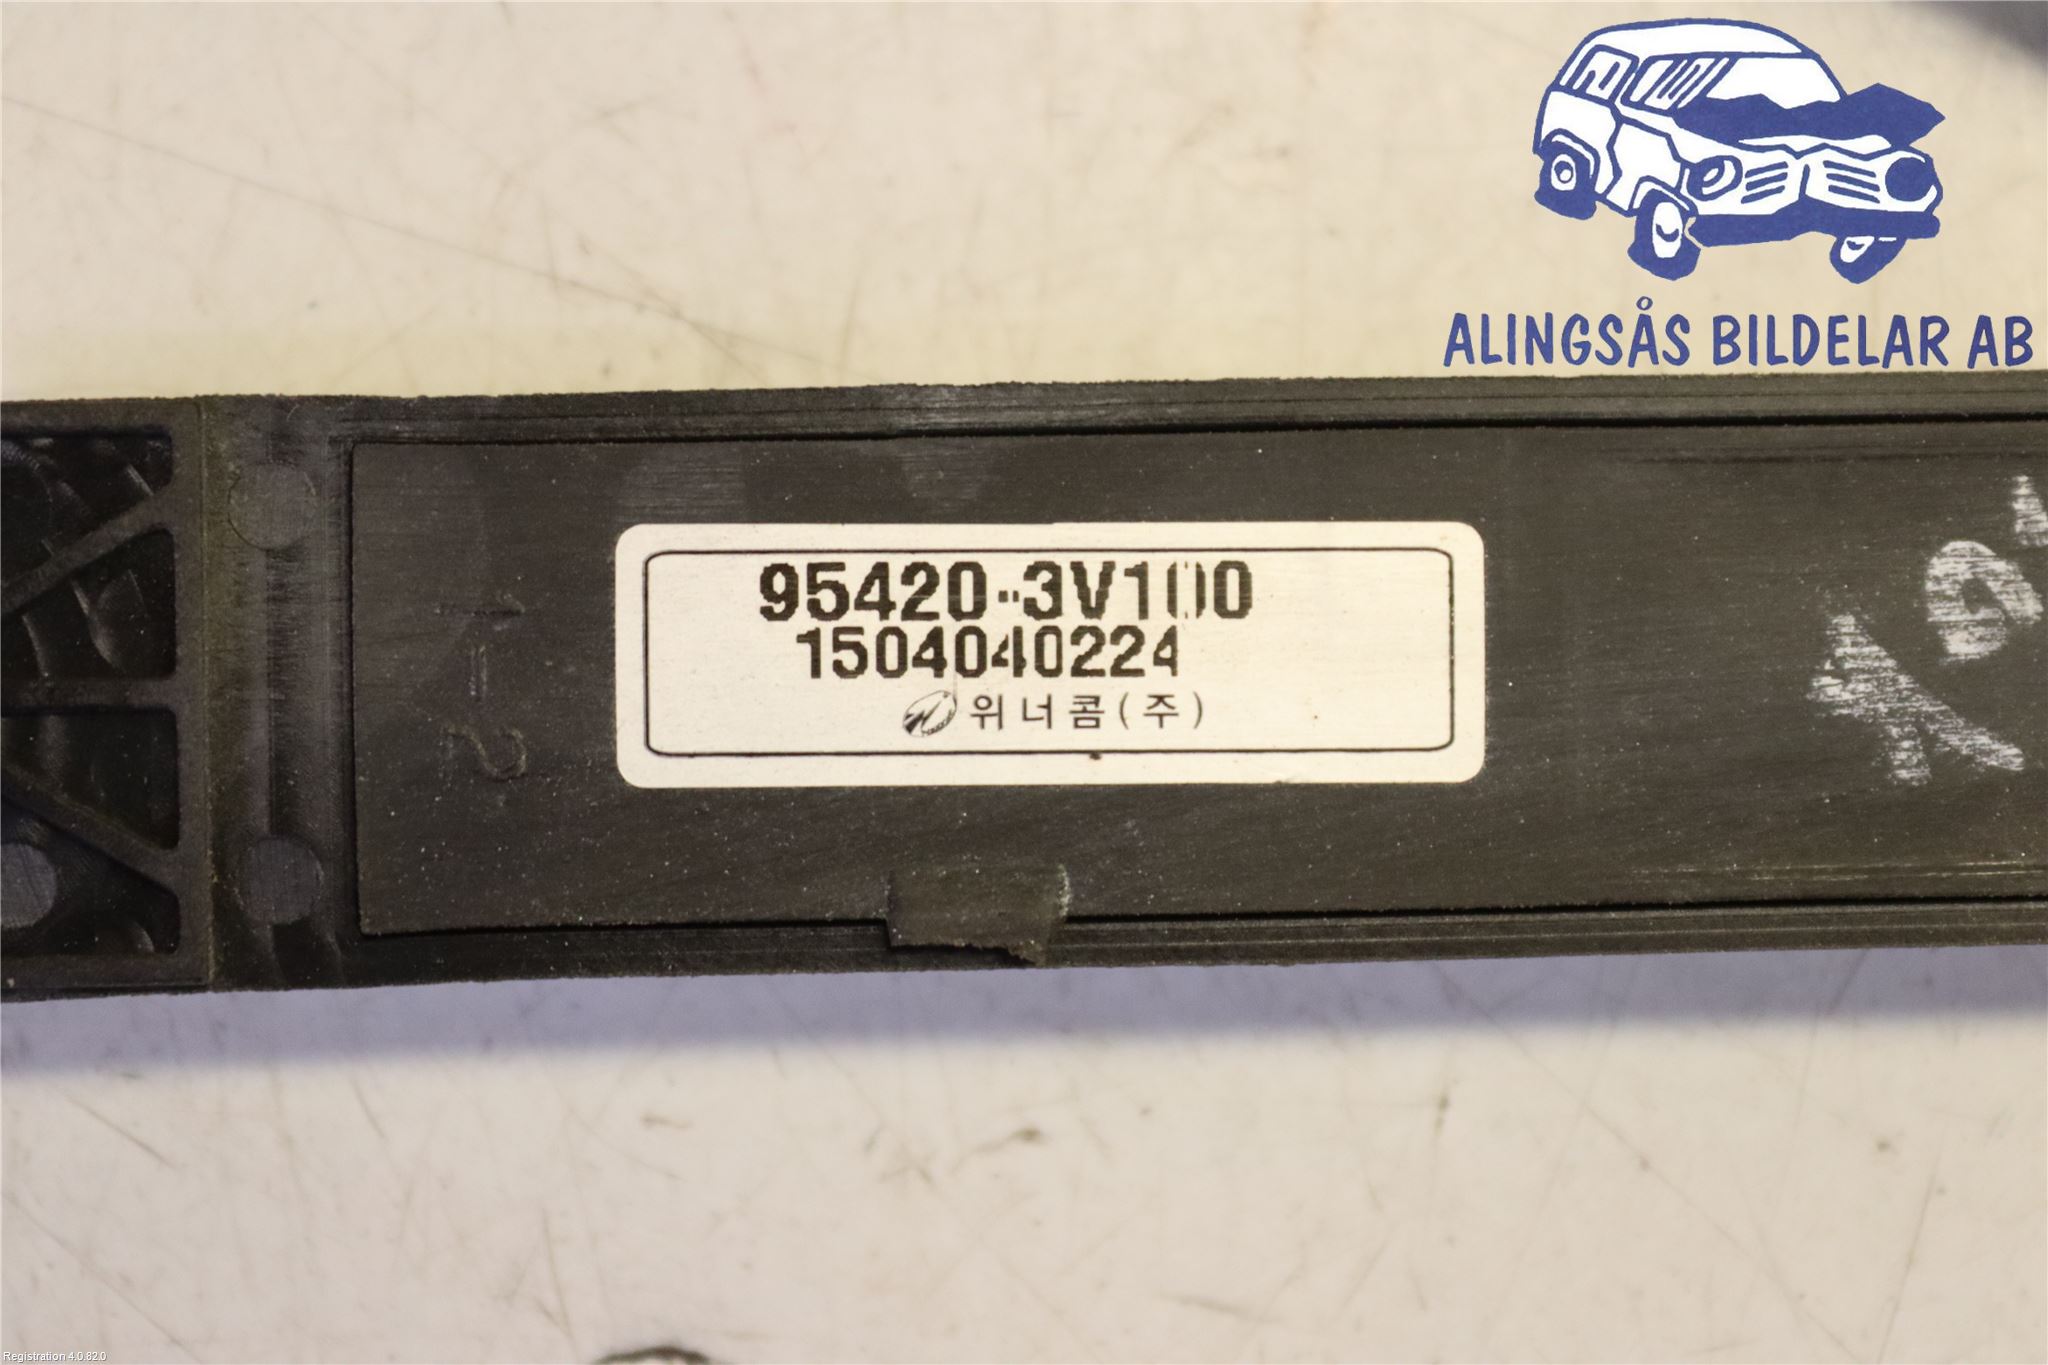 ALINGSÅS BILDELAR AB
95420-3V100
1504040224
위너콤(주)
Registration 4.0.82.0